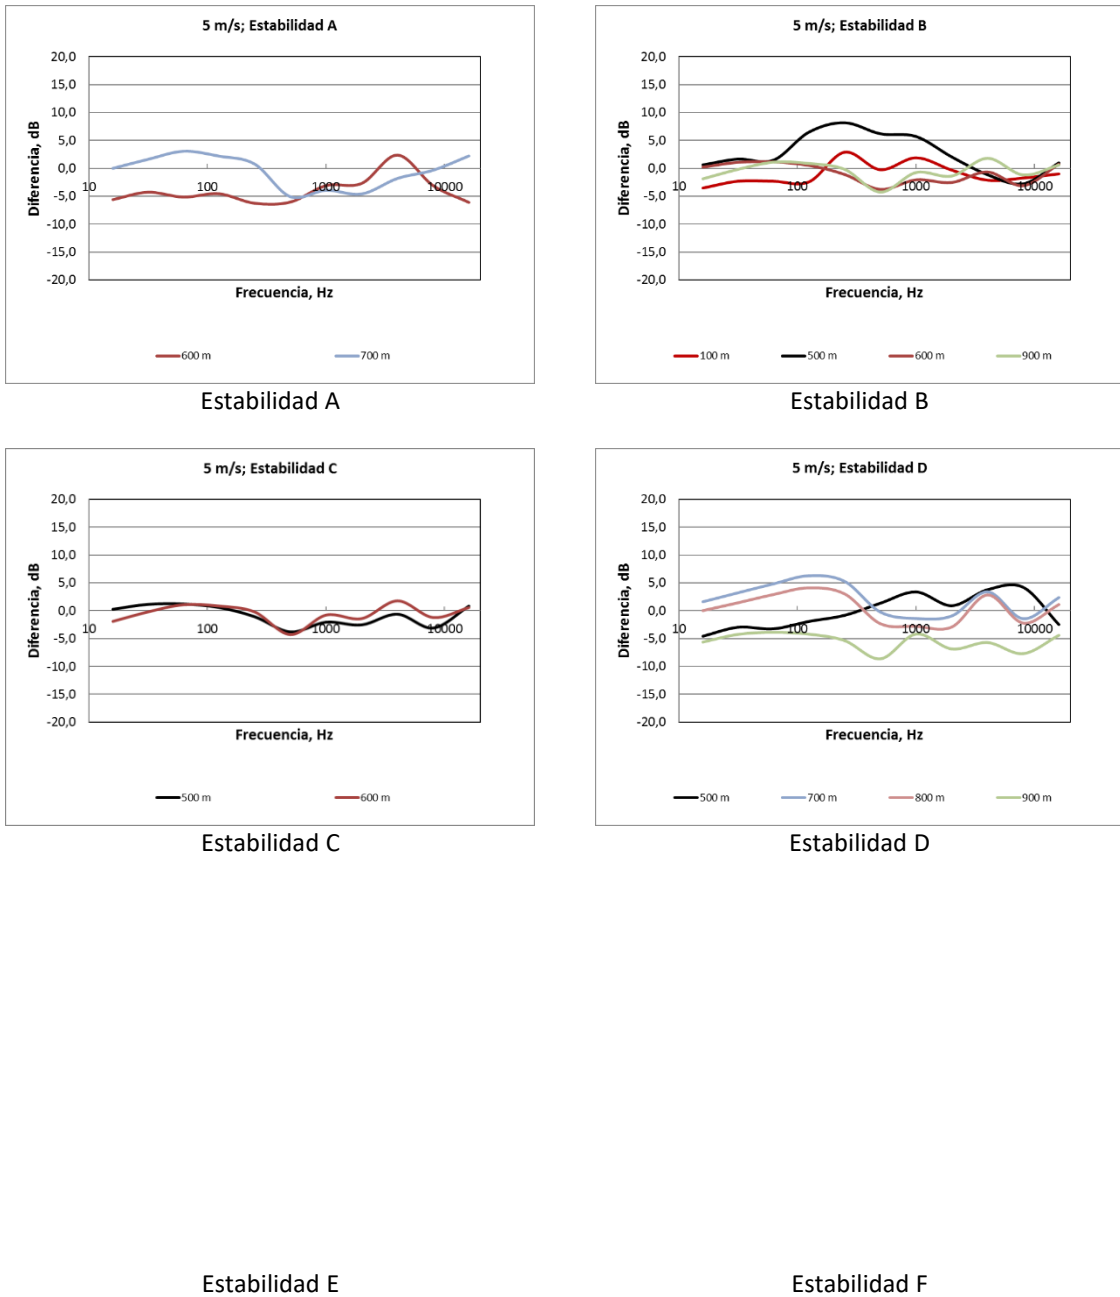 5 m/s; Estabilidad A
20,0
15,0
10,0
5,0
0,0
-5,0
-10,0
-15,0
-20,0
10 100 1000 10000
Diferencia, dB
Frecuencia, Hz
600 m 700 m
Estabilidad A
5 m/s; Estabilidad B
20,0
15,0
10,0
5,0
0,0
-5,0
-10,0
-15,0
-20,0
10 100 1000 10000
Diferencia, dB
Frecuencia, Hz
100 m 500 m 600 m 900 m
Estabilidad B
5 m/s; Estabilidad C
20,0
15,0
10,0
5,0
0,0
-5,0
-10,0
-15,0
-20,0
10 100 1000 10000
Diferencia, dB
Frecuencia, Hz
500 m 600 m
Estabilidad C
5 m/s; Estabilidad D
20,0
15,0
10,0
5,0
0,0
-5,0
-10,0
-15,0
-20,0
10 100 1000 10000
Diferencia, dB
Frecuencia, Hz
500 m 700 m 800 m 900 m
Estabilidad D
Estabilidad E
Estabilidad F